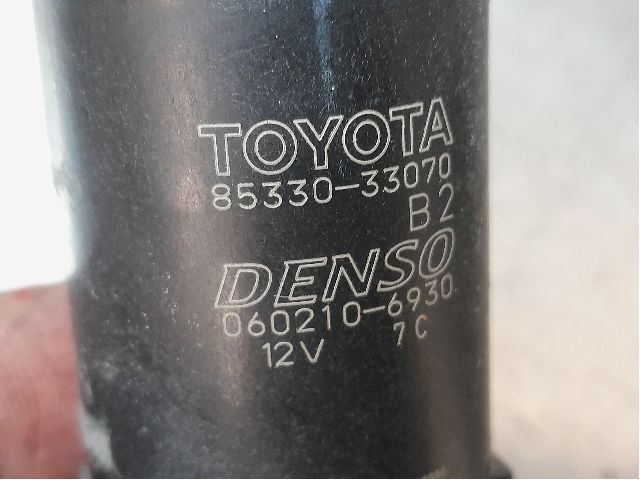 TOYOTA
85330-33070
B2
DENSO
060210-6930
12V 7C